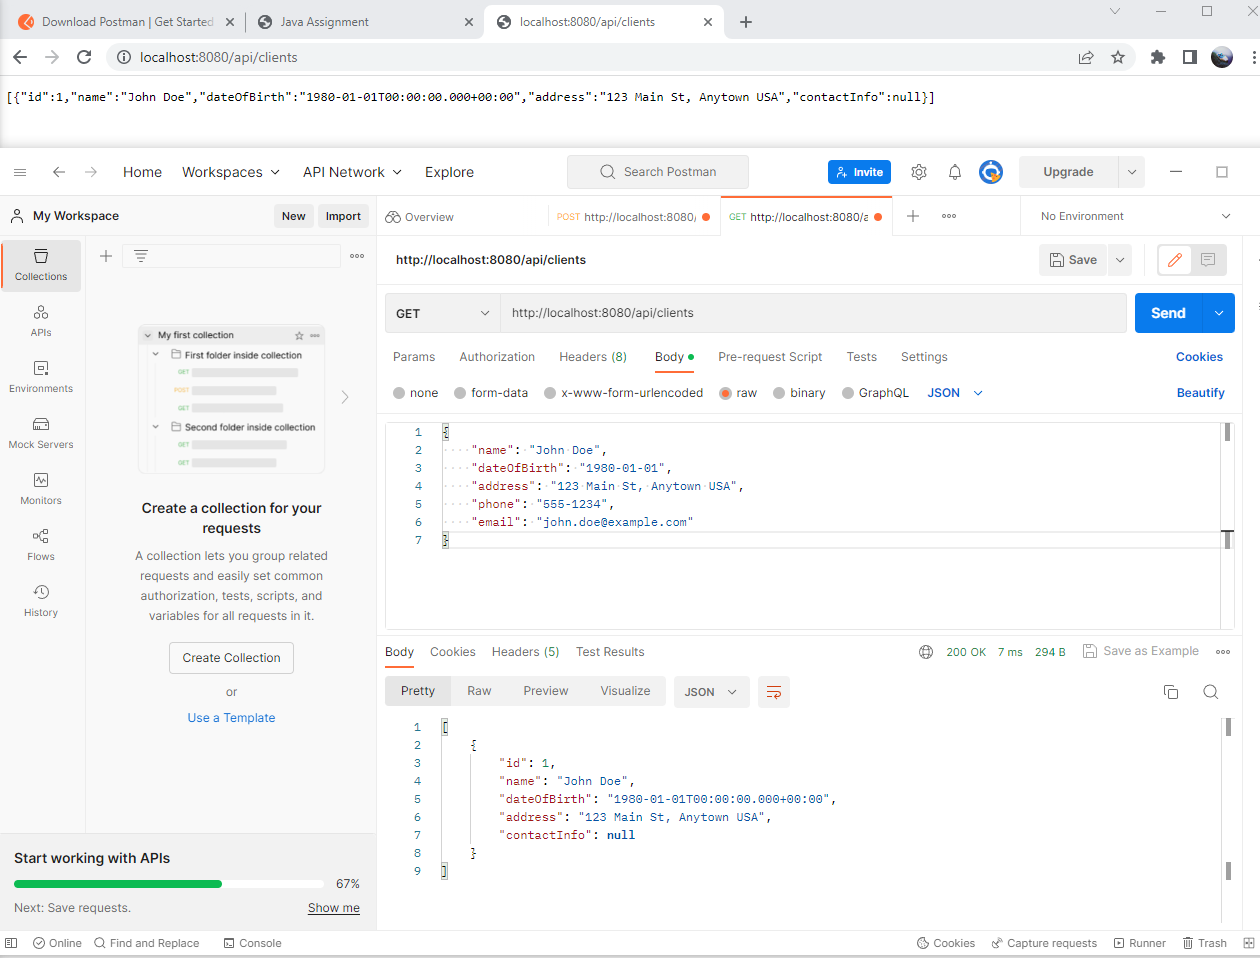 Download Postman | Get Started
Java Assignment
localhost:8080/api/clients
localhost:8080/api/clients
[{"id":1,"name":"John Doe","dateOfBirth":"1980-01-01T00:00:00.000+00:00","address":"123 Main St, Anytown USA","contactInfo":null}]
Home Workspaces API Network Explore Search Postman Invite Upgrade
My Workspace New Import
Overview POST http://localhost:8080/ GET http://localhost:8080/a No Environment
Collections
APIs
Environments
Mock Servers
Monitors
Flows
History
My first collection
First folder inside collection
GET
POST
GET
Second folder inside collection
GET
GET
Create a collection for your
requests
A collection lets you group related
requests and easily set common
authorization, tests, scripts, and
variables for all requests in it.
Create Collection
or
Use a Template
Start working with APIs
67%
Next: Save requests. Show me
http://localhost:8080/api/clients Save
GET http://localhost:8080/api/clients Send
Params Authorization Headers (8) Body Pre-request Script Tests Settings Cookies
none form-data x-www-form-urlencoded raw binary GraphQL JSON Beautify
1 {
2 "name": "John Doe",
3 "dateOfBirth": "1980-01-01",
4 "address": "123 Main St, Anytown USA",
5 "phone": "555-1234",
6 "email": "john.doe@example.com"
7 }
Body Cookies Headers (5) Test Results 200 OK 7 ms 294 B Save as Example
Pretty Raw Preview Visualize JSON
1 [
2 {
3 "id": 1,
4 "name": "John Doe",
5 "dateOfBirth": "1980-01-01T00:00:00.000+00:00",
6 "address": "123 Main St, Anytown USA",
7 "contactInfo": null
8 }
9 ]
Online Find and Replace Console Cookies Capture requests Runner Trash